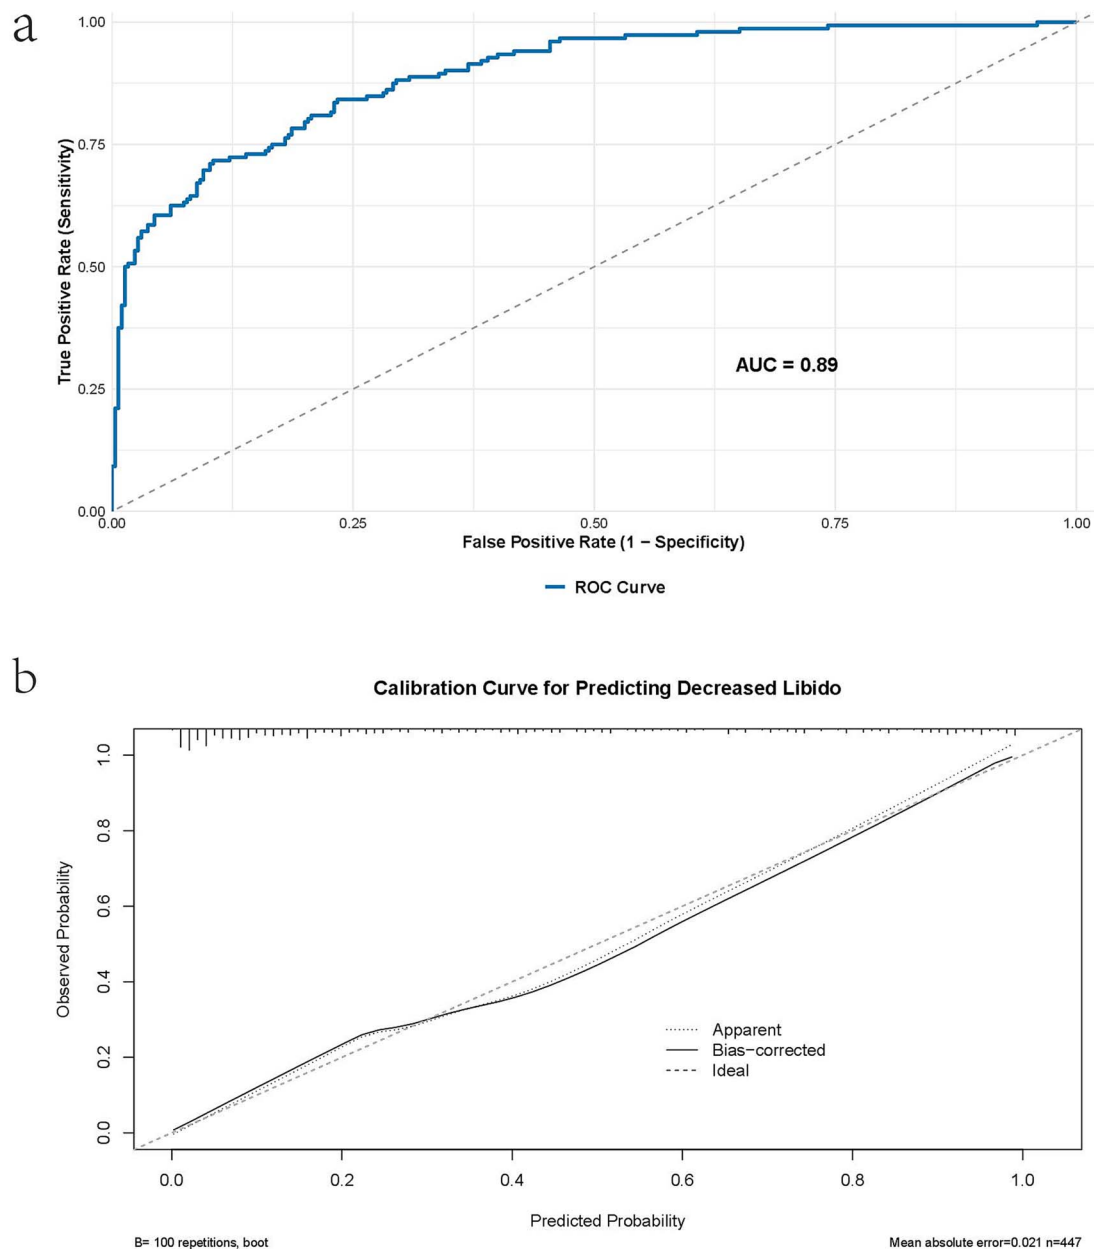 a
1.00
0.75
0.50
0.25
0.00
True Positive Rate (Sensitivity)
AUC = 0.89
0.00 0.25 0.50 0.75 1.00
False Positive Rate (1 − Specificity)
ROC Curve
b
Calibration Curve for Predicting Decreased Libido
1.0
0.8
0.6
0.4
0.2
0.0
Observed Probability
Apparent
Bias−corrected
Ideal
0.0 0.2 0.4 0.6 0.8 1.0
Predicted Probability
B= 100 repetitions, boot
Mean absolute error=0.021 n=447